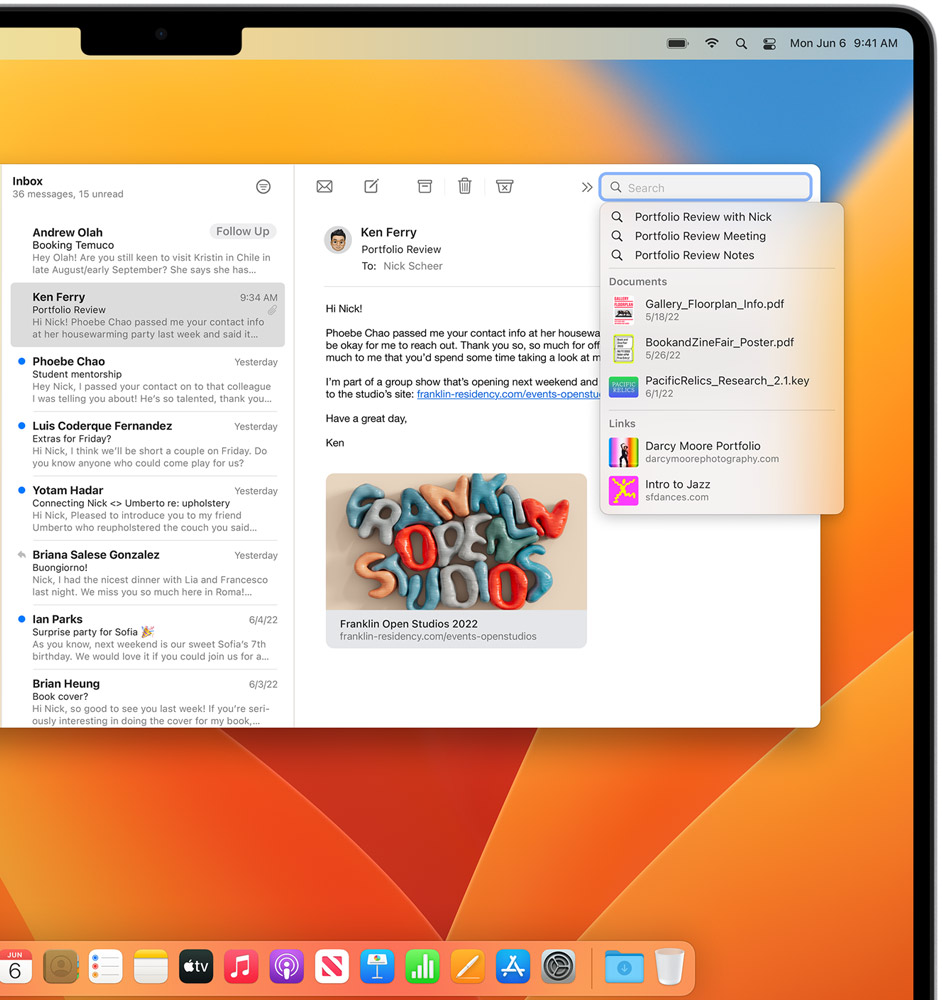 Mon Jun 6 9:41 AM
Inbox
36 messages, 15 unread
Andrew Olah
Follow Up
Booking Temuco
Hey Olah! Are you still keen to visit Kristin in Chile in
late August/early September? She says she has...
Ken Ferry
9:34 AM
Portfolio Review
Hi Nick! Phoebe Chao passed me your contact info
at her housewarming party last week and said it...
Phoebe Chao
Yesterday
Student mentorship
Hey Nick, I passed your contact on to that colleague
I was telling you about! He's so talented, thank you...
Luis Coderque Fernandez
Yesterday
Extras for Friday?
Hi Nick, I think we'll be short a couple on Friday. Do
you know anyone who could come play for us?
Yotam Hadar
Yesterday
Connecting Nick <> Umberto re: upholstery
Hi Nick, Pleased to introduce you to my friend
Umberto who reupholstered the couch you said...
Briana Salese Gonzalez
Yesterday
Buongiorno!
Nick, I had the nicest dinner with Lia and Francesco
last night. We miss you so much here in Roma!...
Ian Parks
6/4/22
Surprise party for Sofia 🎉
As you know, next weekend is our sweet Sofia's 7th
birthday. We would love it if you could join us for a...
Brian Heung
6/3/22
Book cover?
Hi Nick, so good to see you last week! If you're seri-
ously interesting in doing the cover for my book,...
Ken Ferry
Portfolio Review
To: Nick Scheer
Hi Nick!
Phoebe Chao passed me your contact info at her housewa
be okay for me to reach out. Thank you so, so much for off
much to me that you'd spend some time taking a look at m
I'm part of a group show that's opening next weekend and
to the studio's site: franklin-residency.com/events-openstu
Have a great day,
Ken
FRANKLIN
OPEN
STUDIOS
Franklin Open Studios 2022
franklin-residency.com/events-openstudios
Search
Portfolio Review with Nick
Portfolio Review Meeting
Portfolio Review Notes
Documents
GALLERY
FLOORPLAN
Gallery_Floorplan_Info.pdf
5/18/22
BookandZineFair_Poster.pdf
5/26/22
PACIFIC
RELICS
PacificRelics_Research_2.1.key
6/1/22
Links
Darcy Moore Portfolio
darcymoorephotography.com
Intro to Jazz
sfdances.com
JUN
6
tv